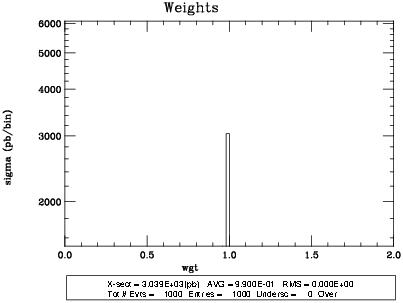 Weights
6000
5000
4000
3000
2000
sigma (pb/bin)
0.0 0.5 1.0 1.5 2.0
wgt
X-sect = 3.039E+03(pb) AVG = 9.900E-01 RMS = 0.000E+00
Tot # Evts = 1000 Entries = 1000 Undersc = 0 Over